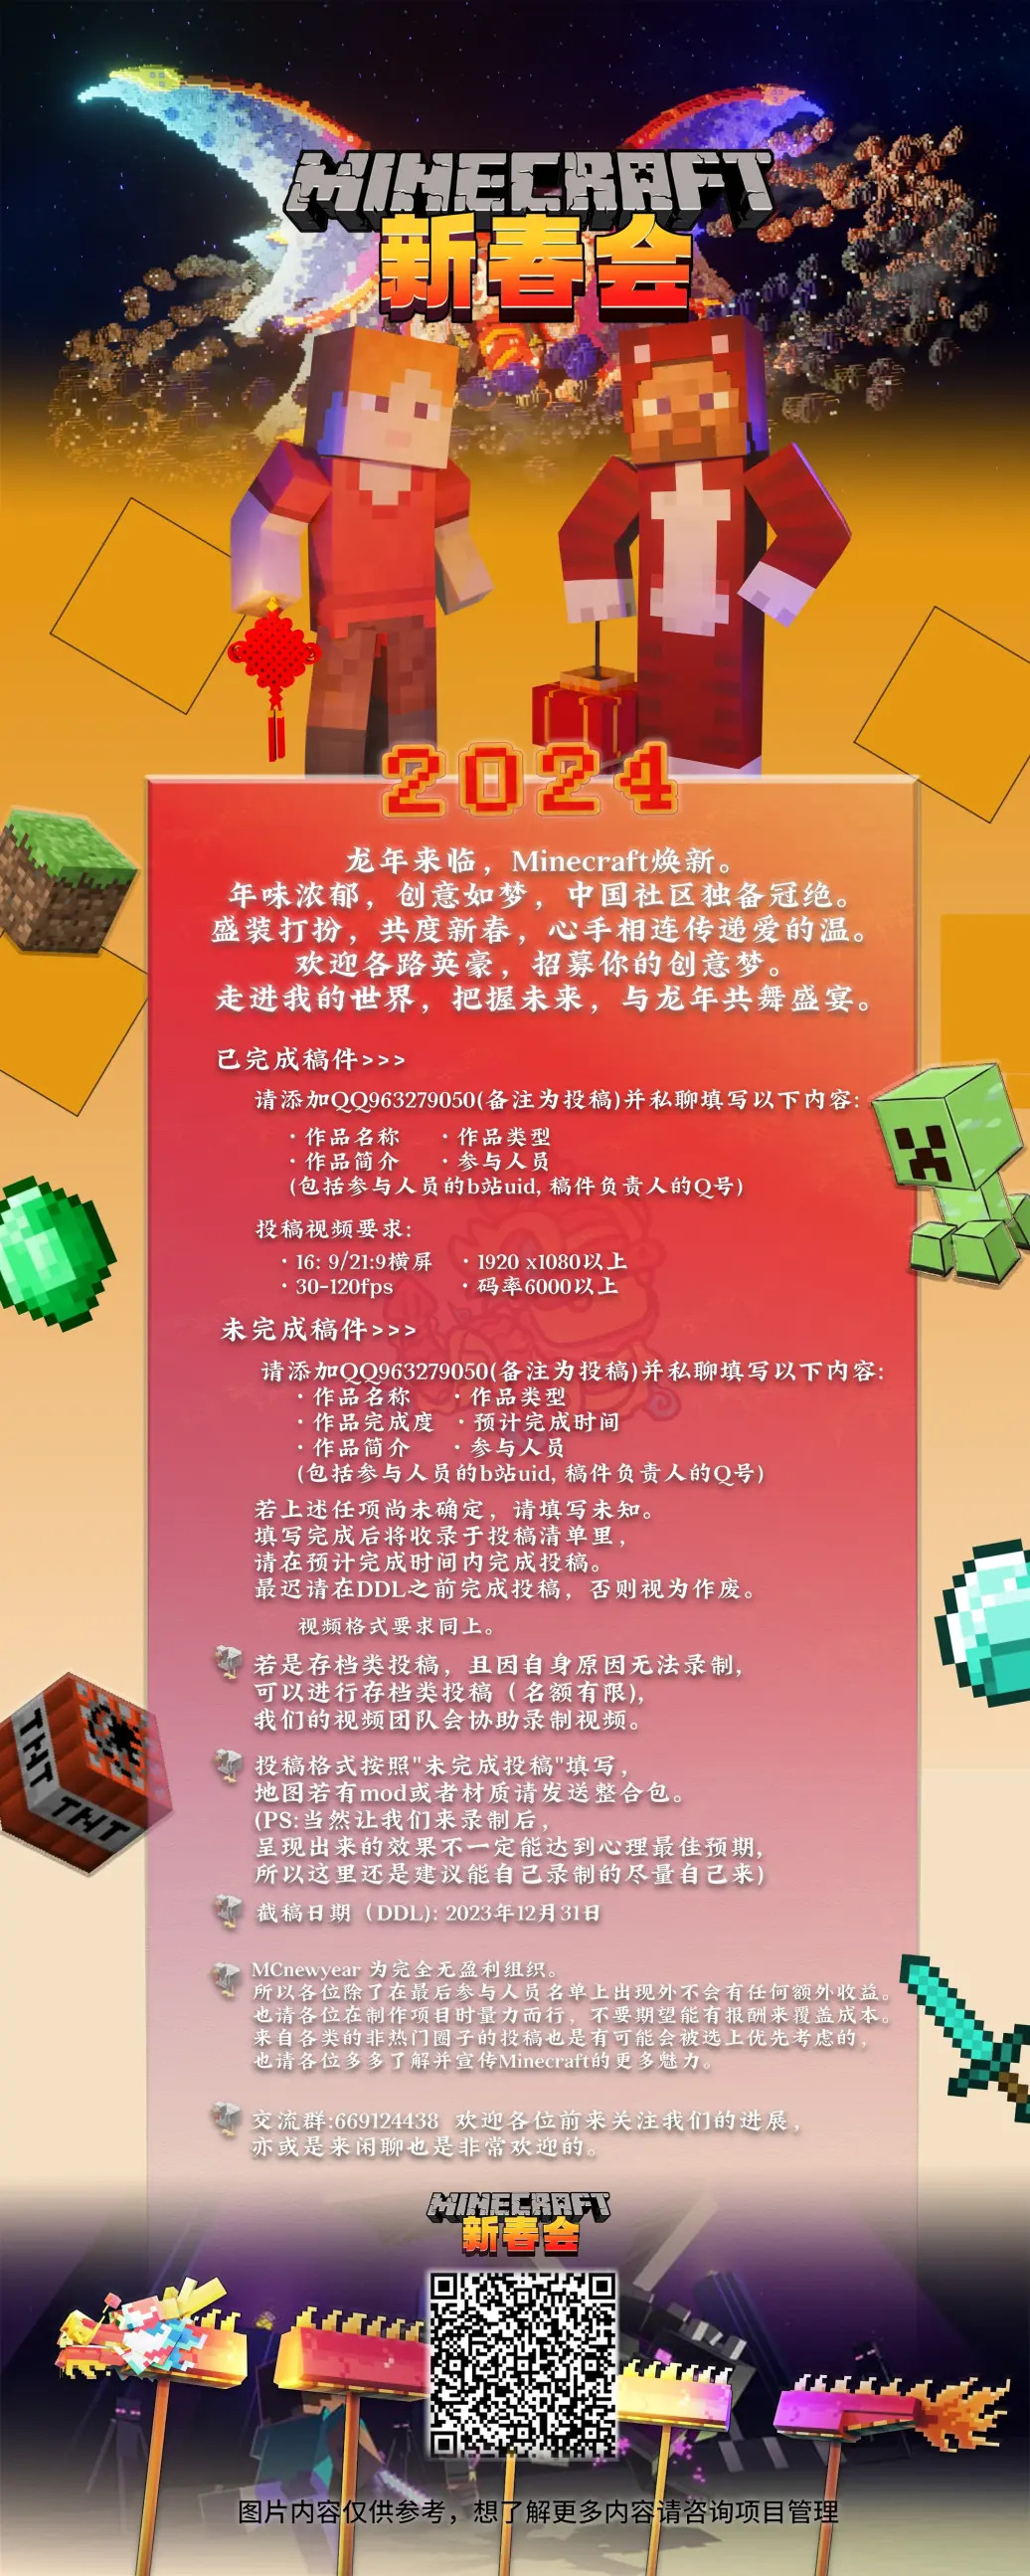 MINECRAFT
新春会
2024
龙年来临，Minecraft焕新。
年味浓郁，创意如梦，中国社区独备冠绝。
盛装打扮，共度新春，心手相连传递爱的温。
欢迎各路英豪，招募你的创意梦。
走进我的世界，把握未来，与龙年共舞盛宴。
已完成稿件>>>
请添加QQ963279050(备注为投稿)并私聊填写以下内容:
·作品名称 ·作品类型
·作品简介 ·参与人员
(包括参与人员的b站uid, 稿件负责人的Q号)
投稿视频要求:
·16: 9/21:9横屏 ·1920 x1080以上
·30-120fps ·码率6000以上
未完成稿件>>>
请添加QQ963279050(备注为投稿)并私聊填写以下内容:
·作品名称 ·作品类型
·作品完成度 ·预计完成时间
·作品简介 ·参与人员
(包括参与人员的b站uid, 稿件负责人的Q号)
若上述任项尚未确定，请填写未知。
填写完成后将收录于投稿清单里，
请在预计完成时间内完成投稿。
最迟请在DDL之前完成投稿，否则视为作废。
视频格式要求同上。
若是存档类投稿，且因自身原因无法录制，
可以进行存档类投稿（名额有限)，
我们的视频团队会协助录制视频。
TNT
TNT
投稿格式按照"未完成投稿"填写，
地图若有mod或者材质请发送整合包。
(PS:当然让我们来录制后，
呈现出来的效果不一定能达到心理最佳预期，
所以这里还是建议能自己录制的尽量自己来)
截稿日期（DDL): 2023年12月31日
MCnewyear 为完全无盈利组织。
所以各位除了在最后参与人员名单上出现外不会有任何额外收益。
也请各位在制作项目时量力而行，不要期望能有报酬来覆盖成本。
来自各类的非热门圈子的投稿也是有可能会被选上优先考虑的，
也请各位多多了解并宣传Minecraft的更多魅力。
交流群:669124438 欢迎各位前来关注我们的进展，
亦或是来闲聊也是非常欢迎的。
MINECRAFT
新春会
图片内容仅供参考，想了解更多内容请咨询项目管理